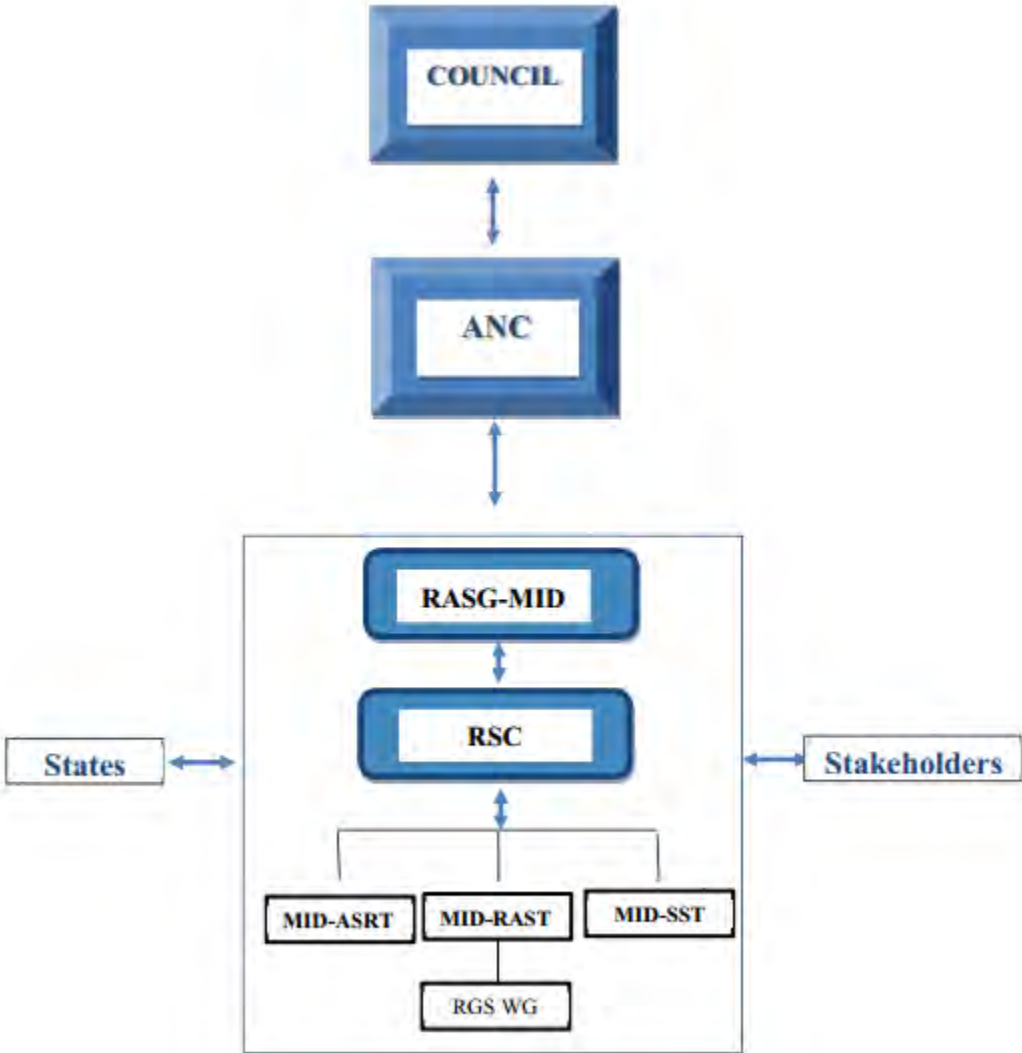 COUNCIL
ANC
RASG-MID
RSC
States
Stakeholders
MID-ASRT
MID-RAST
MID-SST
RGS WG